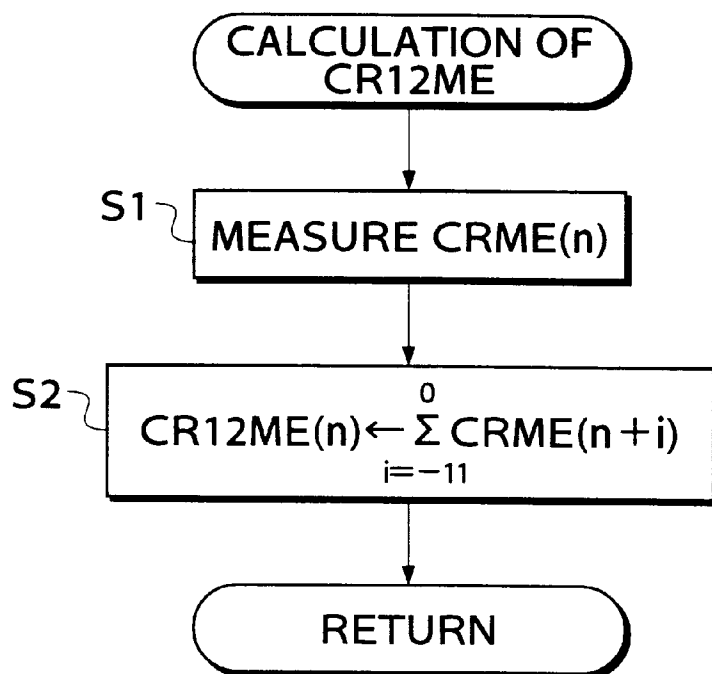 CALCULATION OF
CR12ME
S1
MEASURE CRME(n)
S2
0
CR12ME(n)←Σ CRME(n+i)
i=−11
RETURN